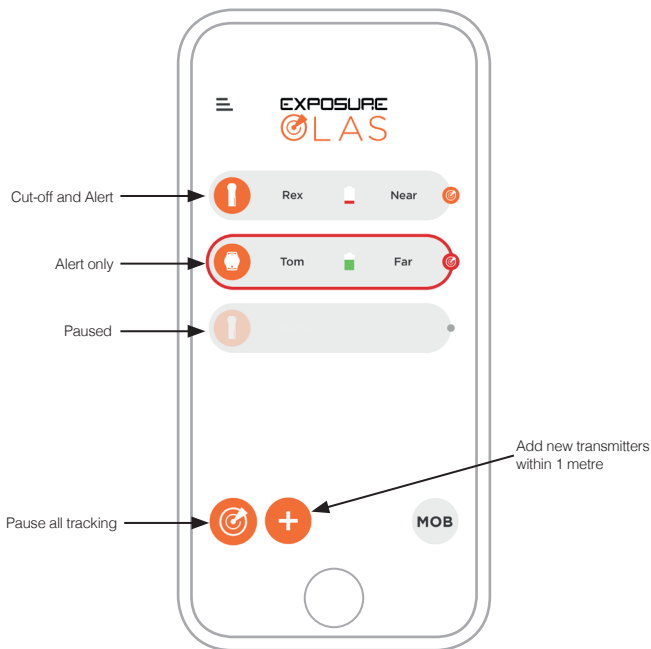 EXPOSURE
OLAS
Cut-off and Alert
Rex
Near
Alert only
Tom
Far
Paused
Add new transmitters
within 1 metre
Pause all tracking
MOB